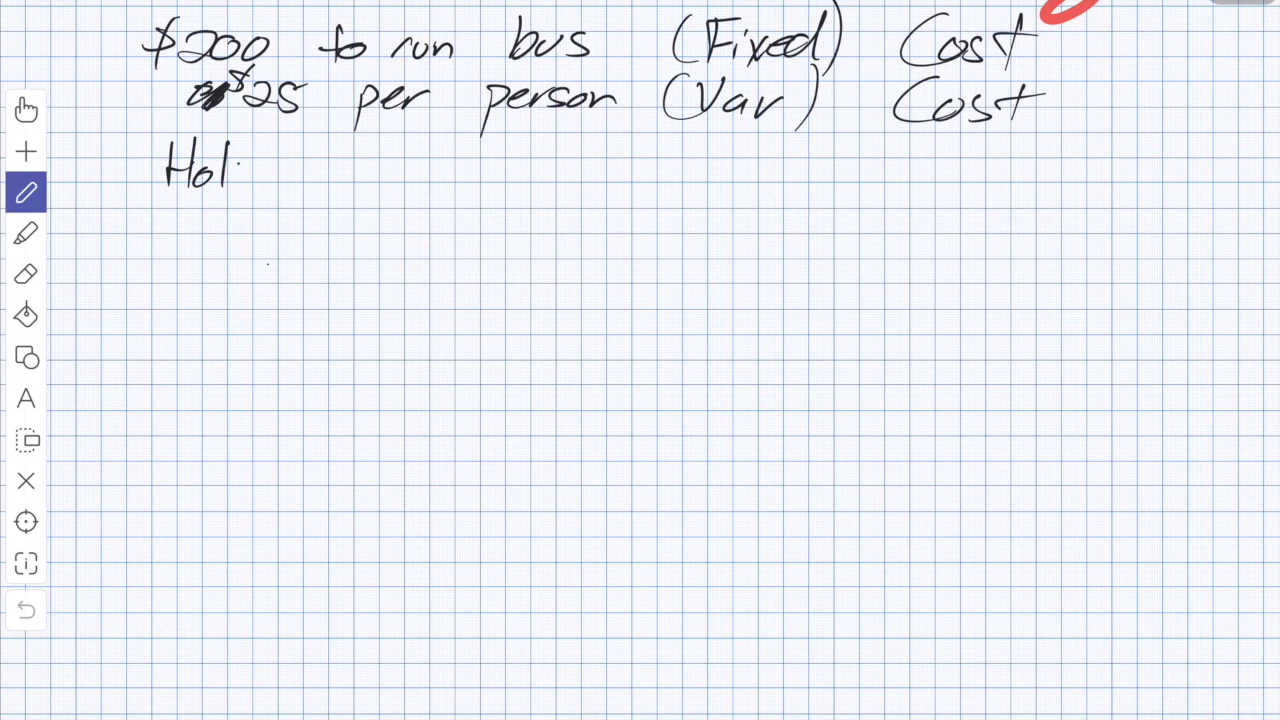 $200 to run bus (Fixed) Cost
$25 per person (Var) Cost
Hol